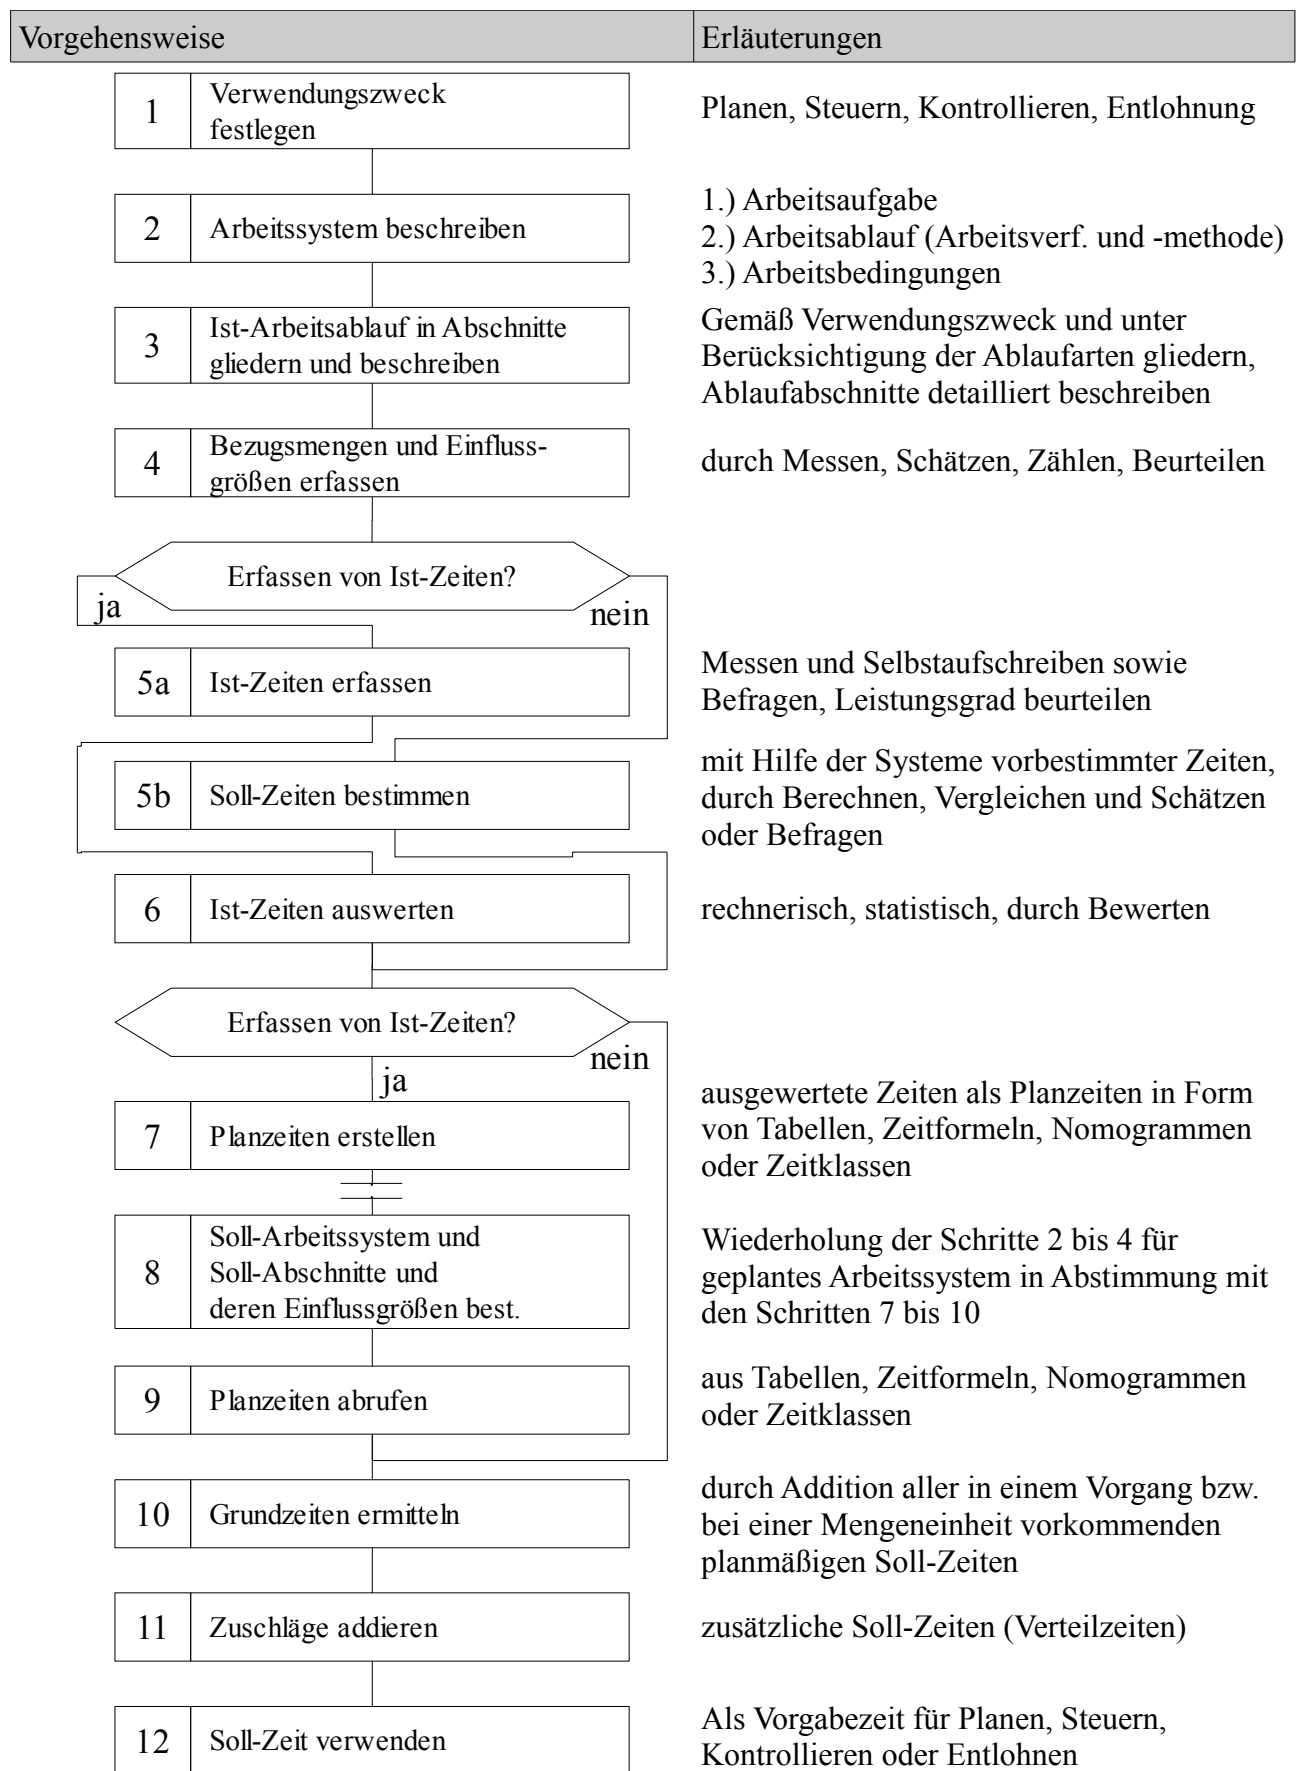 Vorgehensweise
Erläuterungen
1
Verwendungszweck
festlegen
Planen, Steuern, Kontrollieren, Entlohnung
2
Arbeitssystem beschreiben
1.) Arbeitsaufgabe
2.) Arbeitsablauf (Arbeitsverf. und -methode)
3.) Arbeitsbedingungen
3
Ist-Arbeitsablauf in Abschnitte
gliedern und beschreiben
Gemäß Verwendungszweck und unter
Berücksichtigung der Ablaufarten gliedern,
Ablaufabschnitte detailliert beschreiben
4
Bezugsmengen und Einfluss-
größen erfassen
durch Messen, Schätzen, Zählen, Beurteilen
Erfassen von Ist-Zeiten?
ja
nein
5a
Ist-Zeiten erfassen
Messen und Selbstaufschreiben sowie
Befragen, Leistungsgrad beurteilen
5b
Soll-Zeiten bestimmen
mit Hilfe der Systeme vorbestimmter Zeiten,
durch Berechnen, Vergleichen und Schätzen
oder Befragen
6
Ist-Zeiten auswerten
rechnerisch, statistisch, durch Bewerten
Erfassen von Ist-Zeiten?
nein
ja
7
Planzeiten erstellen
ausgewertete Zeiten als Planzeiten in Form
von Tabellen, Zeitformeln, Nomogrammen
oder Zeitklassen
8
Soll-Arbeitssystem und
Soll-Abschnitte und
deren Einflussgrößen best.
Wiederholung der Schritte 2 bis 4 für
geplantes Arbeitssystem in Abstimmung mit
den Schritten 7 bis 10
9
Planzeiten abrufen
aus Tabellen, Zeitformeln, Nomogrammen
oder Zeitklassen
10
Grundzeiten ermitteln
durch Addition aller in einem Vorgang bzw.
bei einer Mengeneinheit vorkommenden
planmäßigen Soll-Zeiten
11
Zuschläge addieren
zusätzliche Soll-Zeiten (Verteilzeiten)
12
Soll-Zeit verwenden
Als Vorgabezeit für Planen, Steuern,
Kontrollieren oder Entlohnen